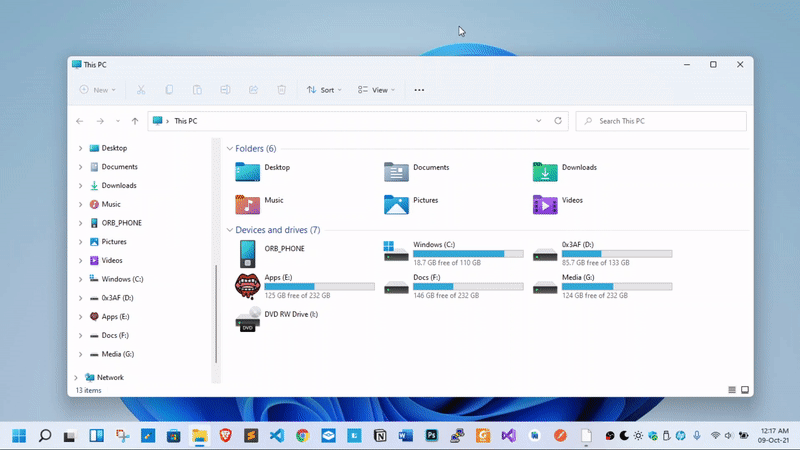 This PC
New
Sort
View
This PC
Search This PC
Desktop
Documents
Downloads
Music
ORB_PHONE
Pictures
Videos
Windows (C:)
0x3AF (D:)
Apps (E:)
Docs (F:)
Media (G:)
Network
Folders (6)
Desktop
Documents
Downloads
Music
Pictures
Videos
Devices and drives (7)
ORB_PHONE
Windows (C:)
18.7 GB free of 110 GB
0x3AF (D:)
85.7 GB free of 133 GB
Apps (E:)
125 GB free of 232 GB
Docs (F:)
146 GB free of 232 GB
Media (G:)
124 GB free of 232 GB
DVD
DVD RW Drive (I:)
13 items
12:17 AM
09-Oct-21